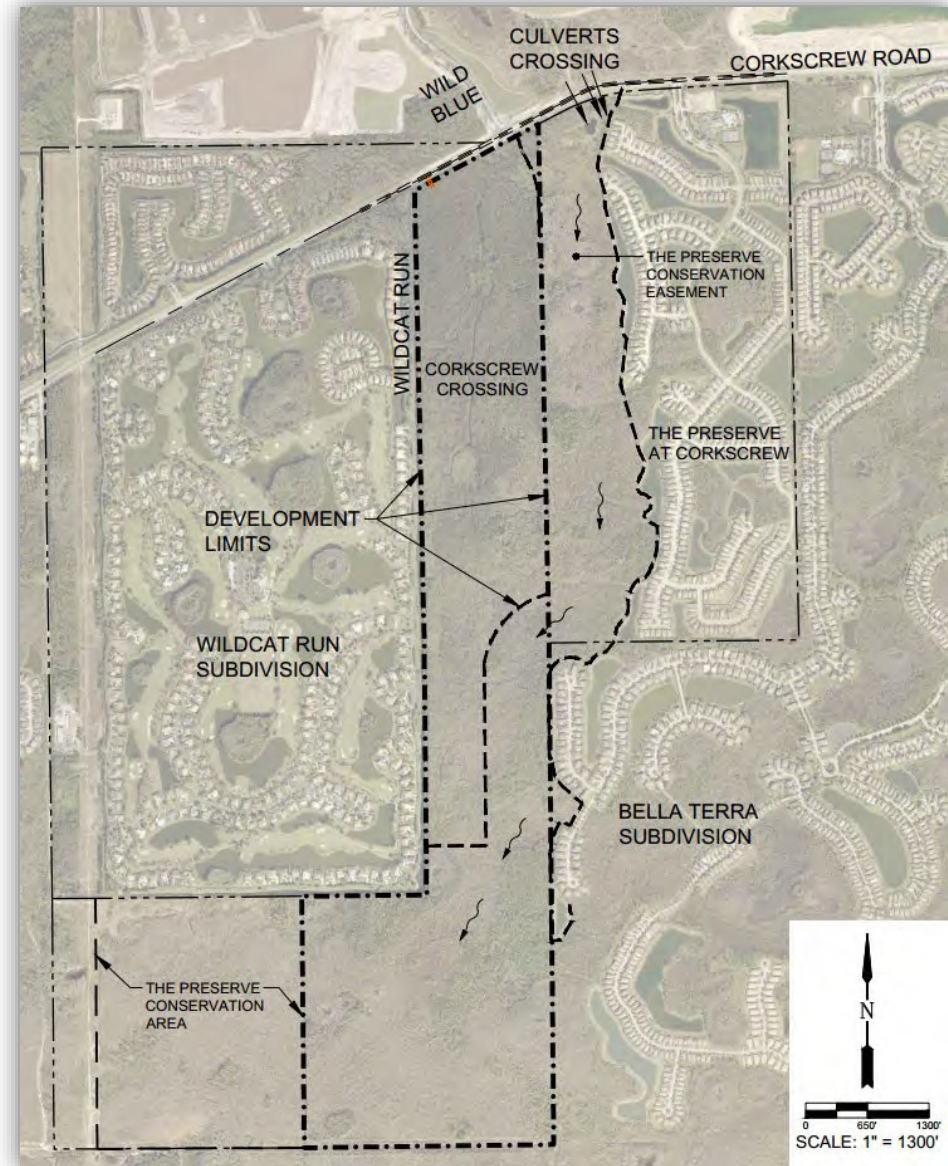 CULVERTS
CROSSING
CORKSCREW ROAD
WILD
BLUE
THE PRESERVE
CONSERVATION
EASEMENT
WILDCAT RUN
CORKSCREW
CROSSING
THE PRESERVE
AT CORKSCREW
DEVELOPMENT
LIMITS
WILDCAT RUN
SUBDIVISION
BELLA TERRA
SUBDIVISION
THE PRESERVE
CONSERVATION
AREA
N
0 650' 1300'
SCALE: 1" = 1300'